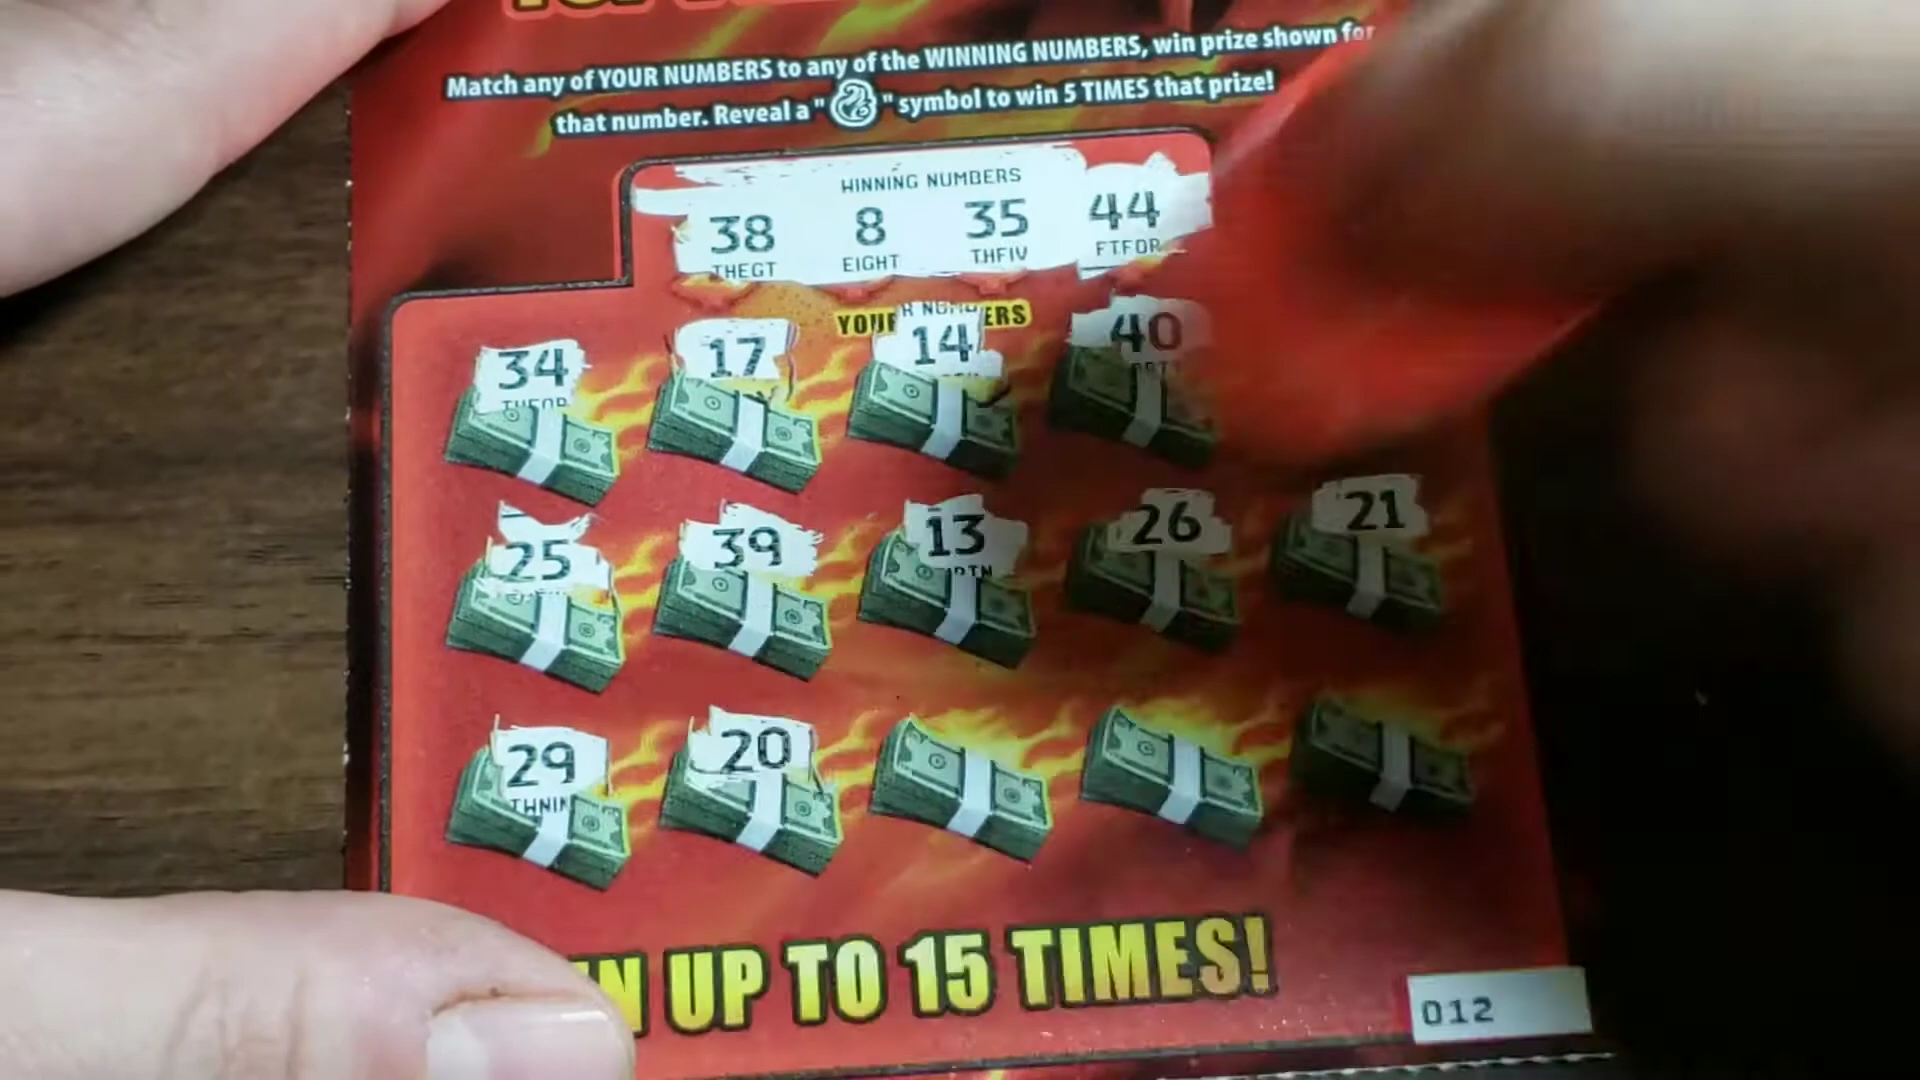 Match any of YOUR NUMBERS to any of the WINNING NUMBERS, win prize shown for
that number. Reveal a " " symbol to win 5 TIMES that prize!
WINNING NUMBERS
38 8 35 44
THEGT EIGHT THFIV FTFOR
34 17 14 40
25 39 13 26 21
29 20
THNIN
UP TO 15 TIMES!
012